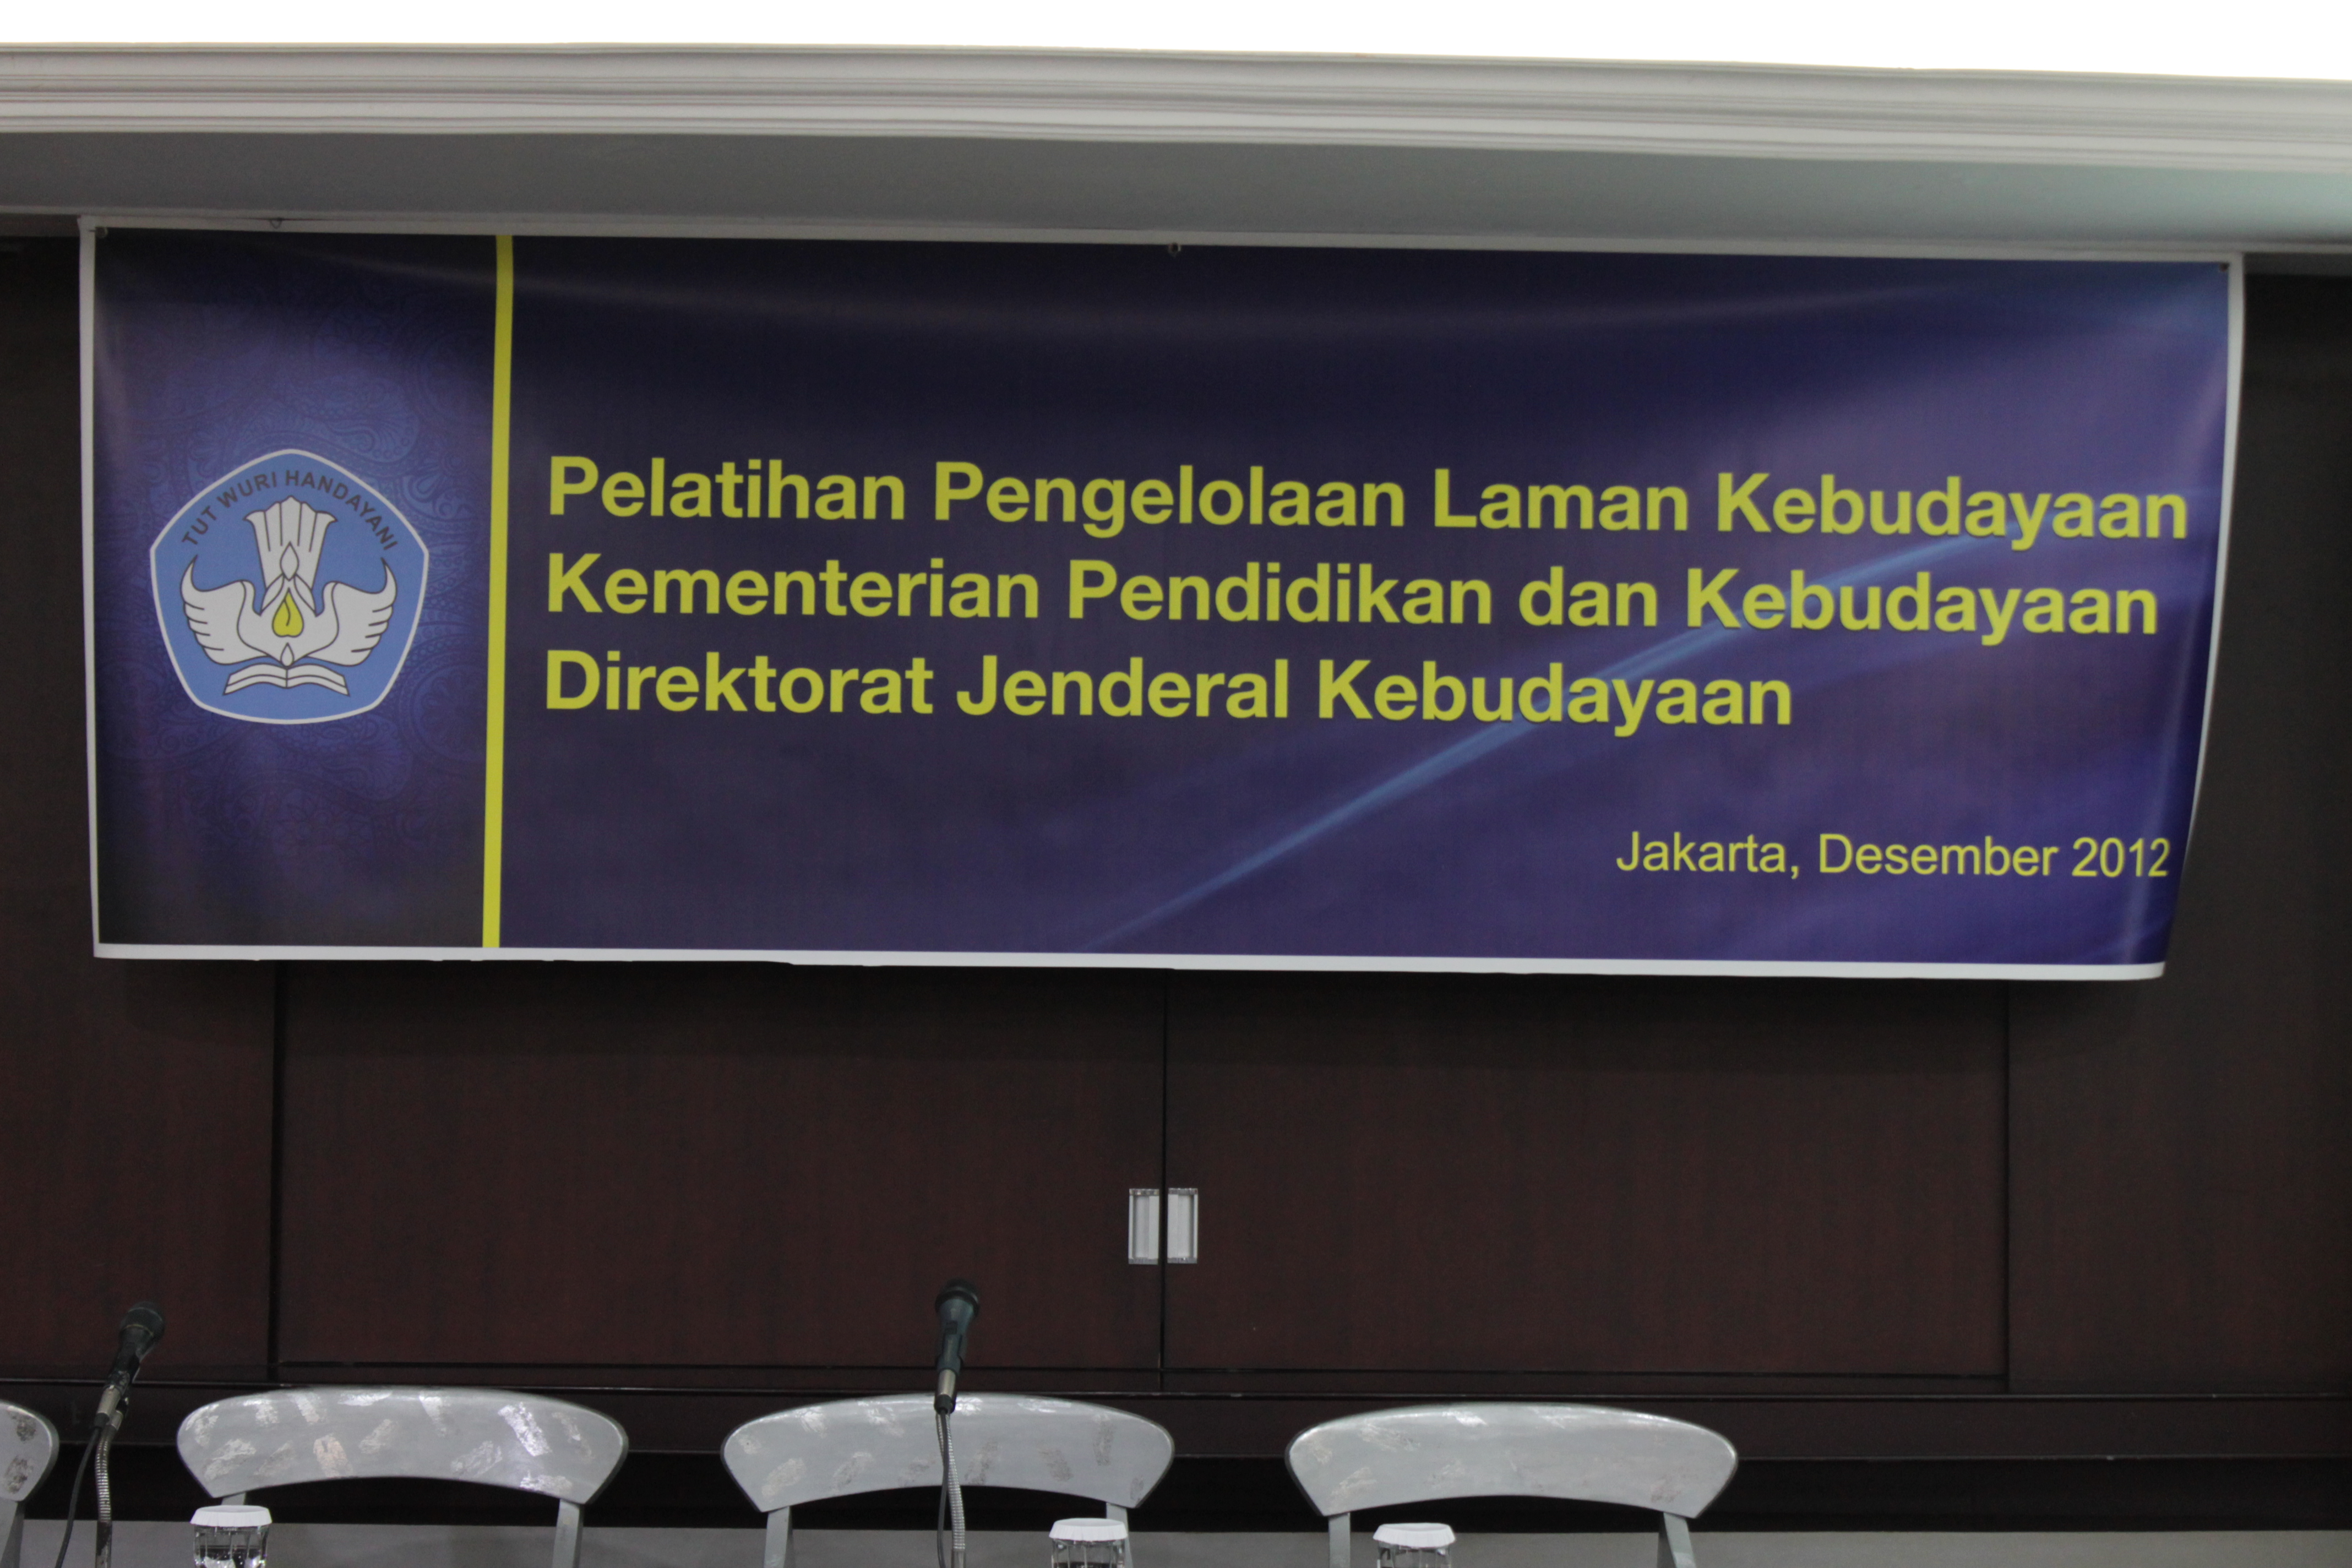 TUT WURI HANDAYANI
Pelatihan Pengelolaan Laman Kebudayaan
Kementerian Pendidikan dan Kebudayaan
Direktorat Jenderal Kebudayaan
Jakarta, Desember 2012